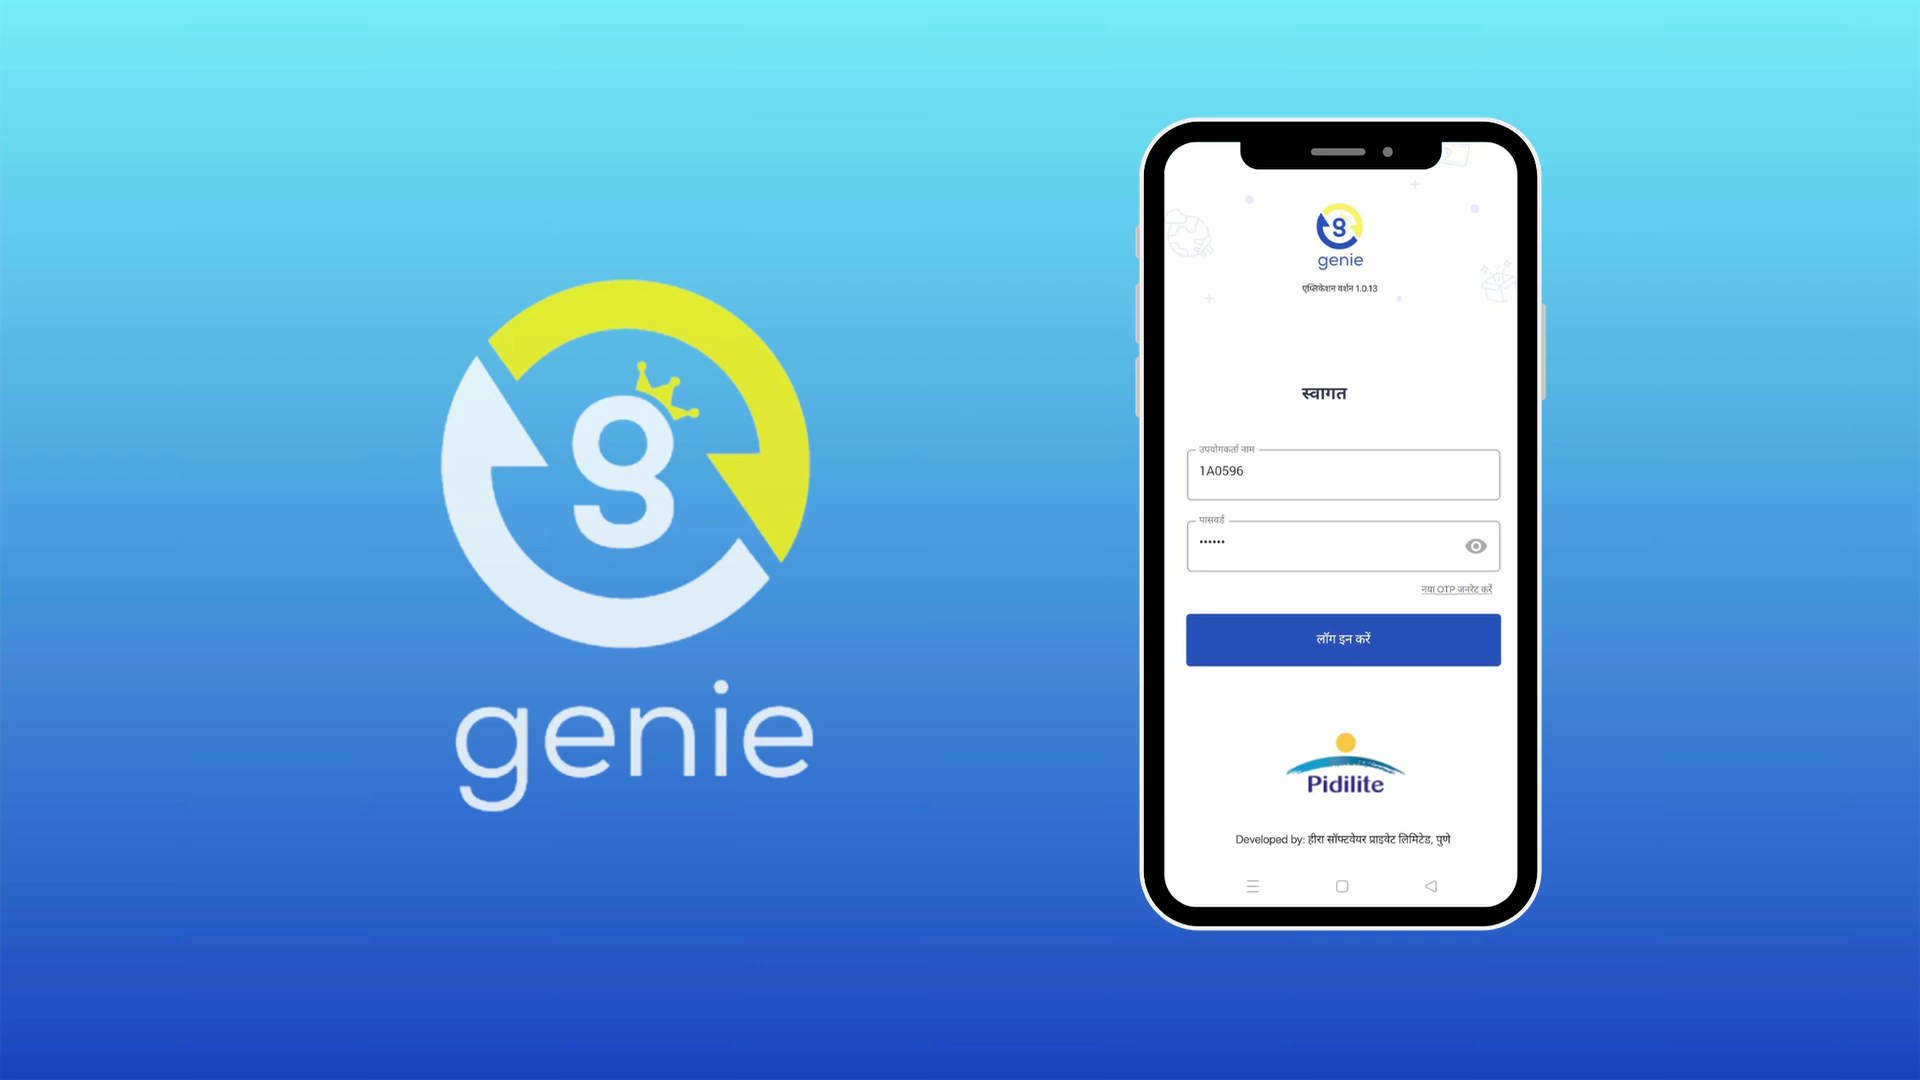 g
genie
g
genie
एप्लिकेशन वर्शन 1.0.13
स्वागत
उपयोगकर्ता नाम
1A0596
पासवर्ड
••••••
नया OTP जनरेट करें
लॉग इन करें
Pidilite
Developed by: हीरा सॉफ्टवेयर प्राइवेट लिमिटेड, पुणे